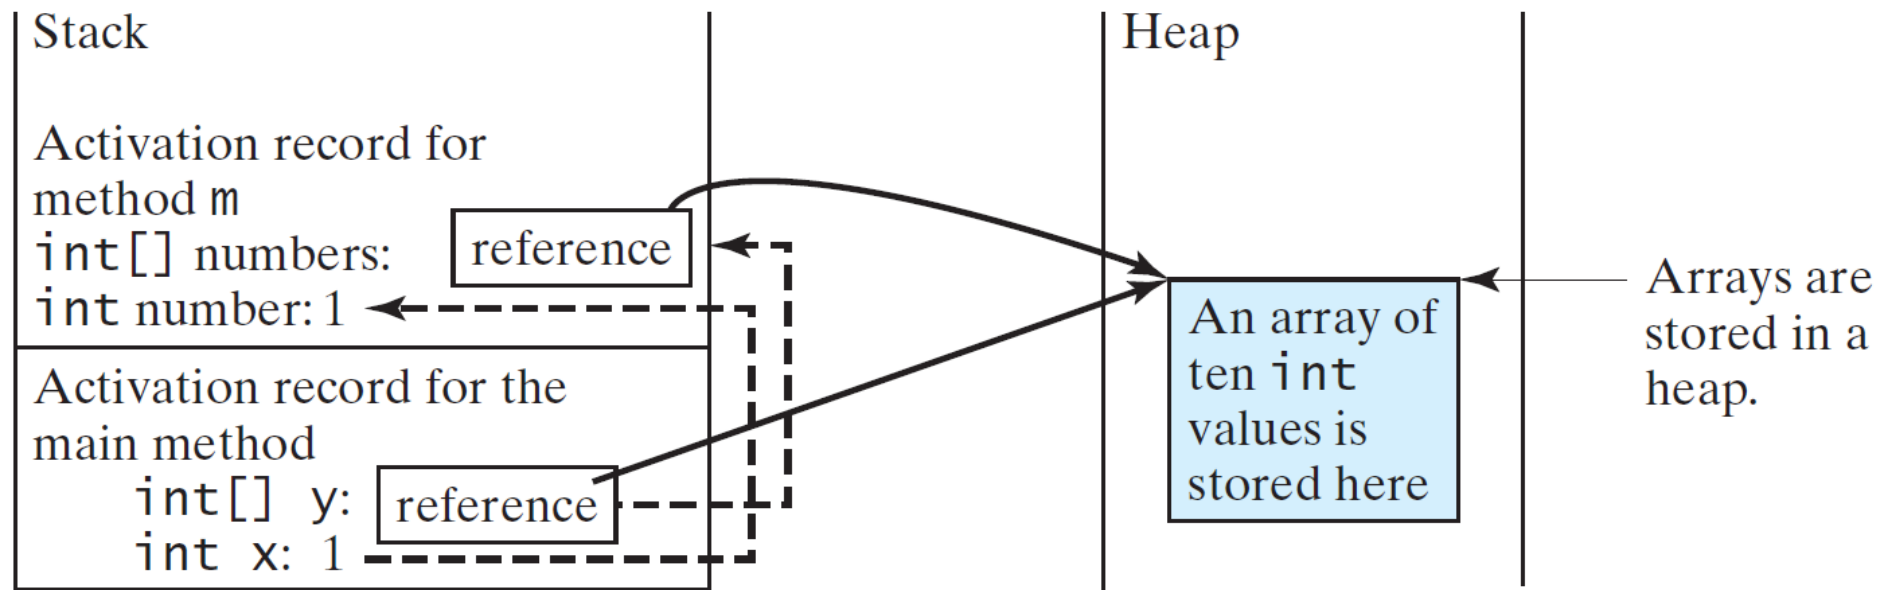 Stack
Activation record for
method m
int[] numbers:
reference
int number: 1
Activation record for the
main method
int[] y:
reference
int x: 1
Heap
An array of
ten int
values is
stored here
Arrays are
stored in a
heap.